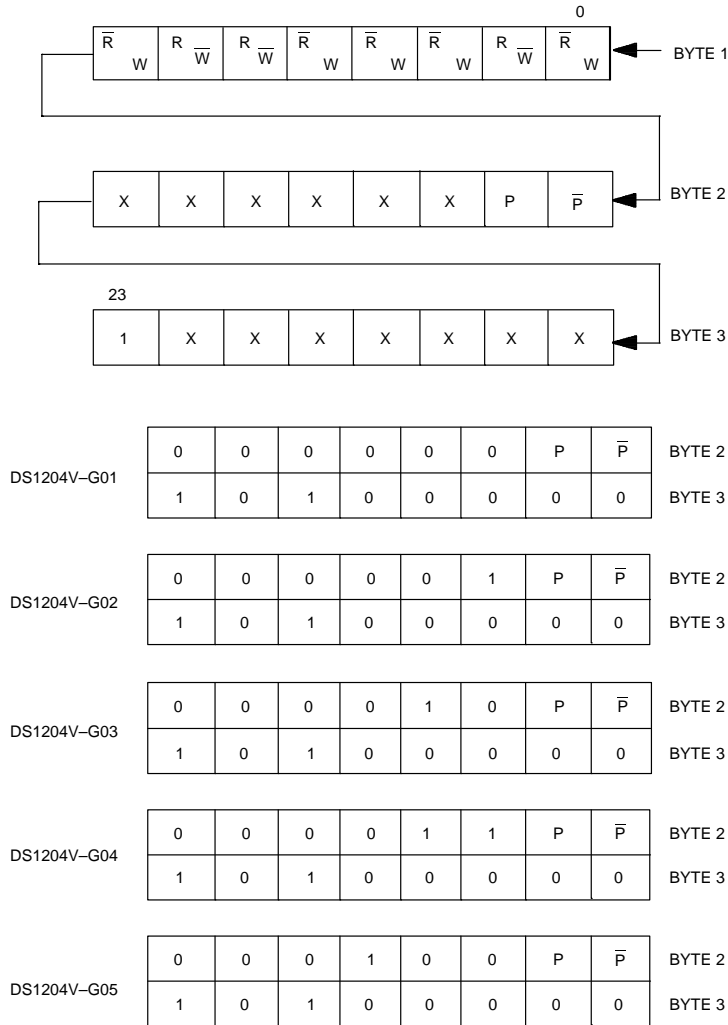 0
R̅ W R W̅ R W̅ R̅ W R̅ W R̅ W R W̅ R̅ W BYTE 1
X X X X X X P P̅ BYTE 2
23
1 X X X X X X X BYTE 3
0 0 0 0 0 0 P P̅ BYTE 2
DS1204V–G01
1 0 1 0 0 0 0 0 BYTE 3
0 0 0 0 0 1 P P̅ BYTE 2
DS1204V–G02
1 0 1 0 0 0 0 0 BYTE 3
0 0 0 0 1 0 P P̅ BYTE 2
DS1204V–G03
1 0 1 0 0 0 0 0 BYTE 3
0 0 0 0 1 1 P P̅ BYTE 2
DS1204V–G04
1 0 1 0 0 0 0 0 BYTE 3
0 0 0 1 0 0 P P̅ BYTE 2
DS1204V–G05
1 0 1 0 0 0 0 0 BYTE 3